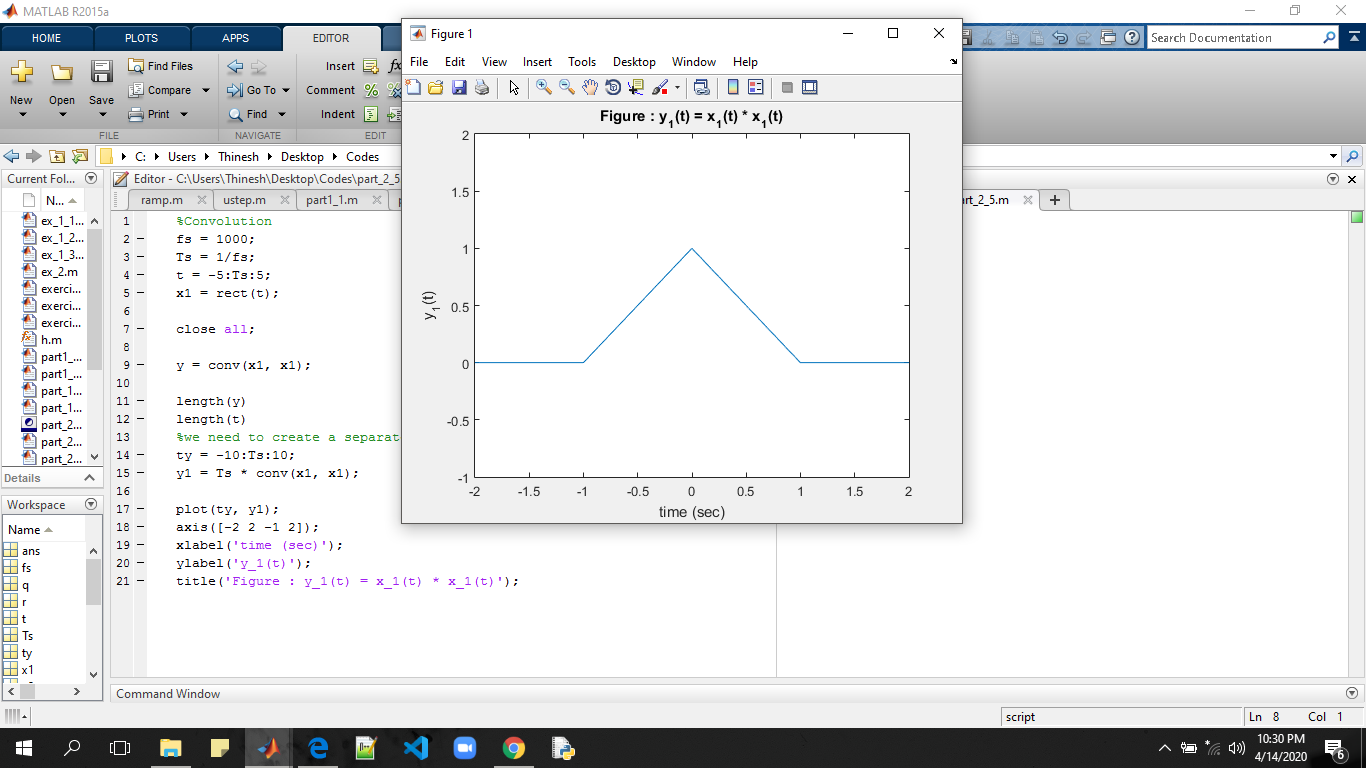 MATLAB R2015a
HOME PLOTS APPS EDITOR
Search Documentation
New Open Save
Find Files
Compare
Print
Go To
Find
Insert
Comment
Indent
FILE NAVIGATE EDIT
C: Users Thinesh Desktop Codes
Current Fol...
N...
ex_1_1...
ex_1_2...
ex_1_3...
ex_2.m
exerci...
exerci...
exerci...
h.m
part1_...
part1_...
part_1...
part_1...
part_2...
part_2...
part_2...
Details
Workspace
Name
ans
fs
q
r
t
Ts
ty
x1
Editor - C:\Users\Thinesh\Desktop\Codes\part_2_5
ramp.m ustep.m part1_1.m rt_2_5.m
1 %Convolution
2 fs = 1000;
3 Ts = 1/fs;
4 t = -5:Ts:5;
5 x1 = rect(t);
6
7 close all;
8
9 y = conv(x1, x1);
10
11 length(y)
12 length(t)
13 %we need to create a separat
14 ty = -10:Ts:10;
15 y1 = Ts * conv(x1, x1);
16
17 plot(ty, y1);
18 axis([-2 2 -1 2]);
19 xlabel('time (sec)');
20 ylabel('y_1(t)');
21 title('Figure : y_1(t) = x_1(t) * x_1(t)');
Figure 1
File Edit View Insert Tools Desktop Window Help
Figure : y1(t) = x1(t) * x1(t)
2
1.5
1
0.5
0
-0.5
-1
y1(t)
-2 -1.5 -1 -0.5 0 0.5 1 1.5 2
time (sec)
Command Window
script
Ln 8 Col 1
10:30 PM
4/14/2020
6